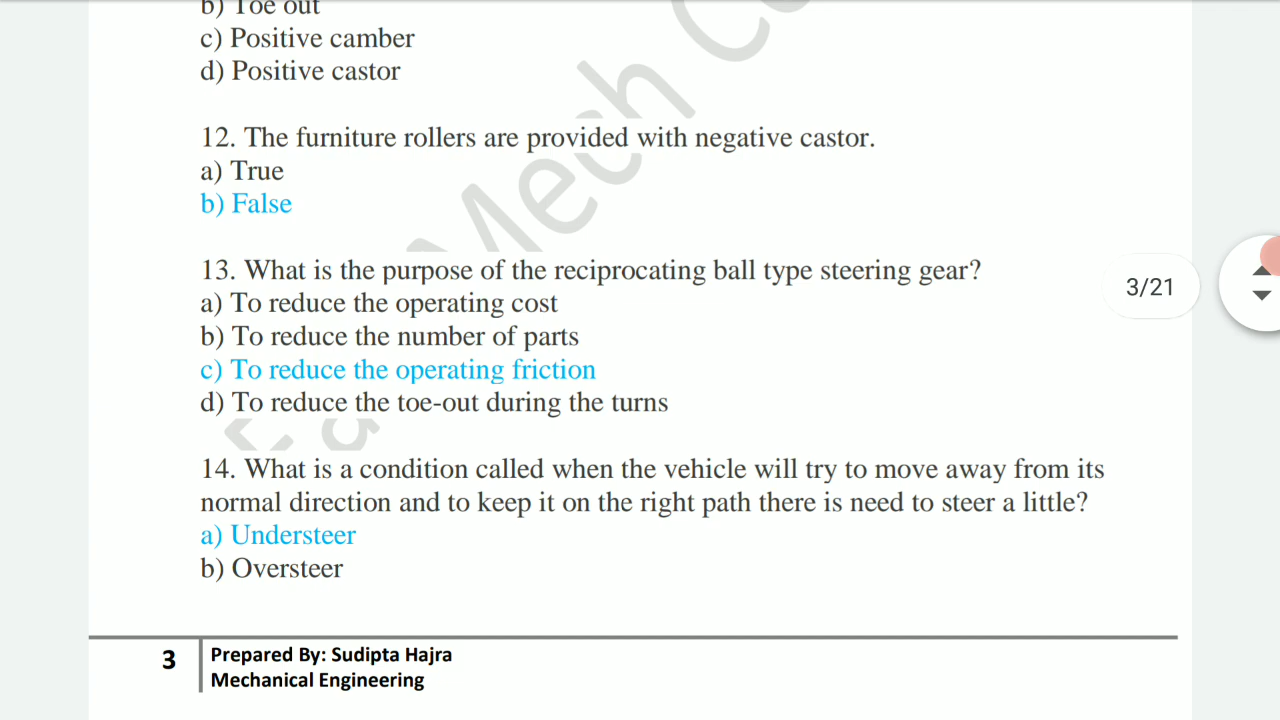 b) Toe out
c) Positive camber
d) Positive castor
12. The furniture rollers are provided with negative castor.
a) True
b) False
13. What is the purpose of the reciprocating ball type steering gear?
a) To reduce the operating cost
b) To reduce the number of parts
c) To reduce the operating friction
d) To reduce the toe-out during the turns
3/21
14. What is a condition called when the vehicle will try to move away from its
normal direction and to keep it on the right path there is need to steer a little?
a) Understeer
b) Oversteer
3
Prepared By: Sudipta Hajra
Mechanical Engineering
Mech